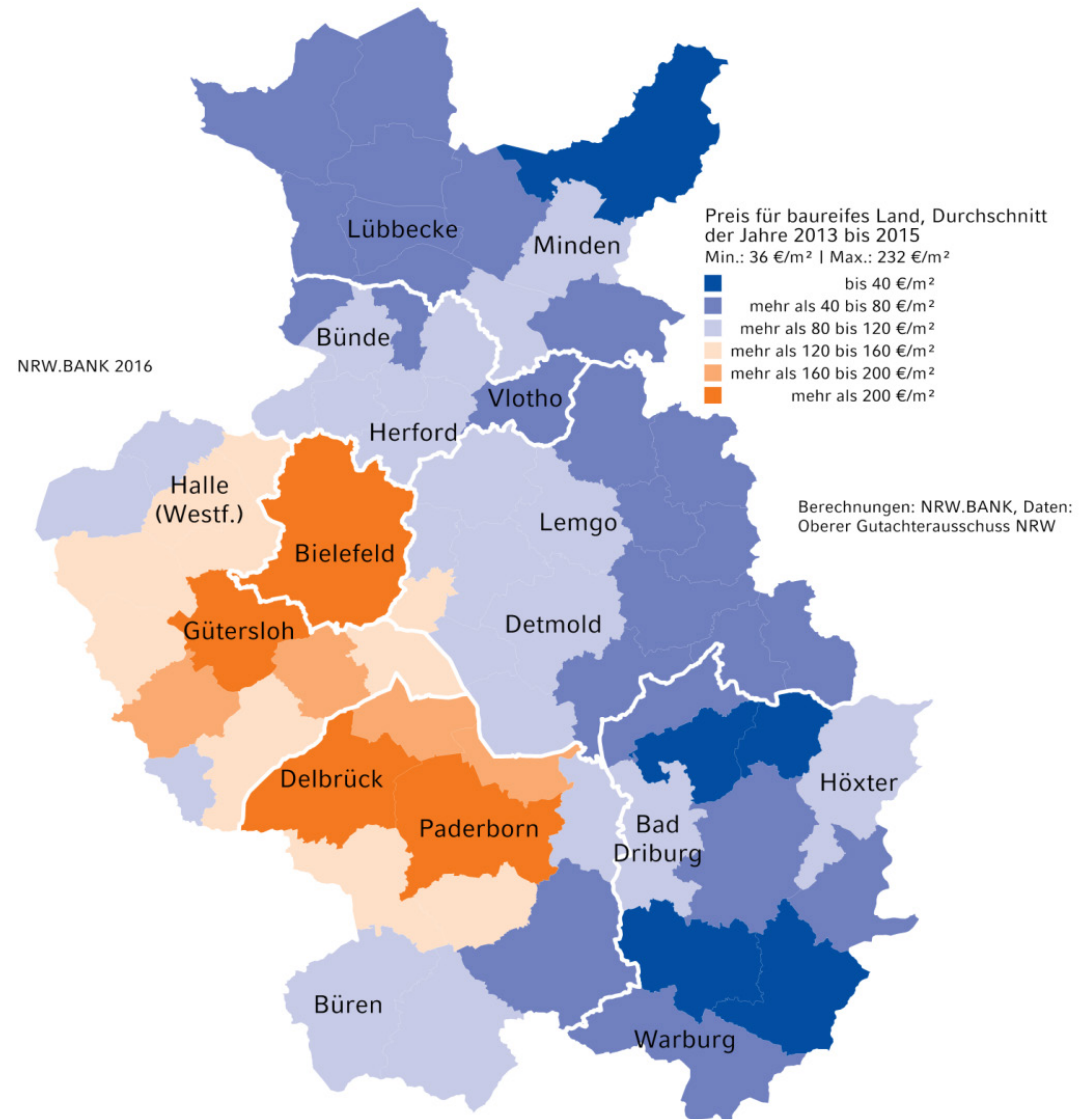 Lübbecke
Minden
Preis für baureifes Land, Durchschnitt
der Jahre 2013 bis 2015
Min.: 36 €/m² | Max.: 232 €/m²
bis 40 €/m²
mehr als 40 bis 80 €/m²
mehr als 80 bis 120 €/m²
mehr als 120 bis 160 €/m²
mehr als 160 bis 200 €/m²
mehr als 200 €/m²
Bünde
NRW.BANK 2016
Vlotho
Herford
Halle
(Westf.)
Lemgo
Berechnungen: NRW.BANK, Daten:
Oberer Gutachterausschuss NRW
Bielefeld
Gütersloh
Detmold
Delbrück
Höxter
Paderborn
Bad
Driburg
Büren
Warburg